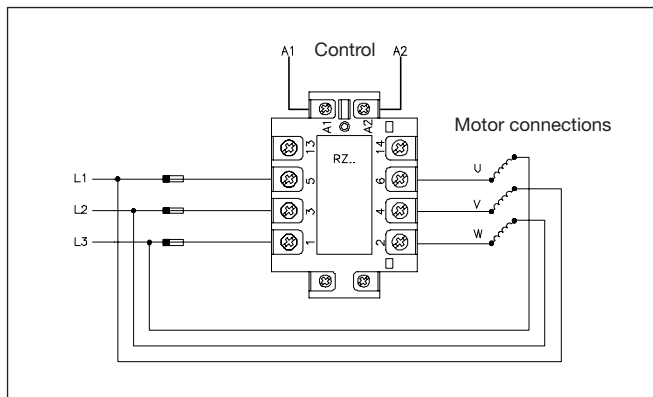 A1 Control A2
A1 A2
Motor connections
13 14
RZ..
U
L1 5 6
V
L2 3 4
W
L3 1 2